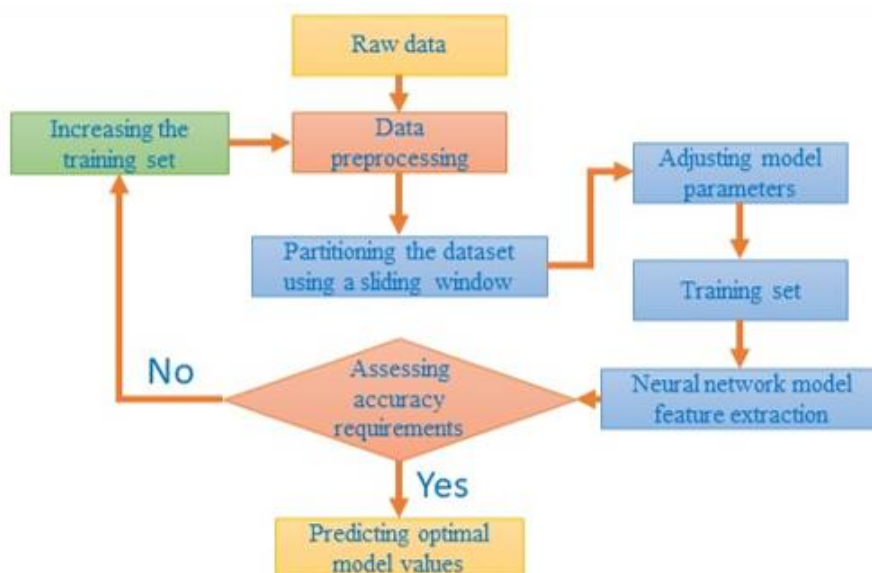 Raw data
Increasing the
training set
Data
preprocessing
Adjusting model
parameters
Partitioning the dataset
using a sliding window
Training set
No
Assessing
accuracy
requirements
Neural network model
feature extraction
Yes
Predicting optimal
model values